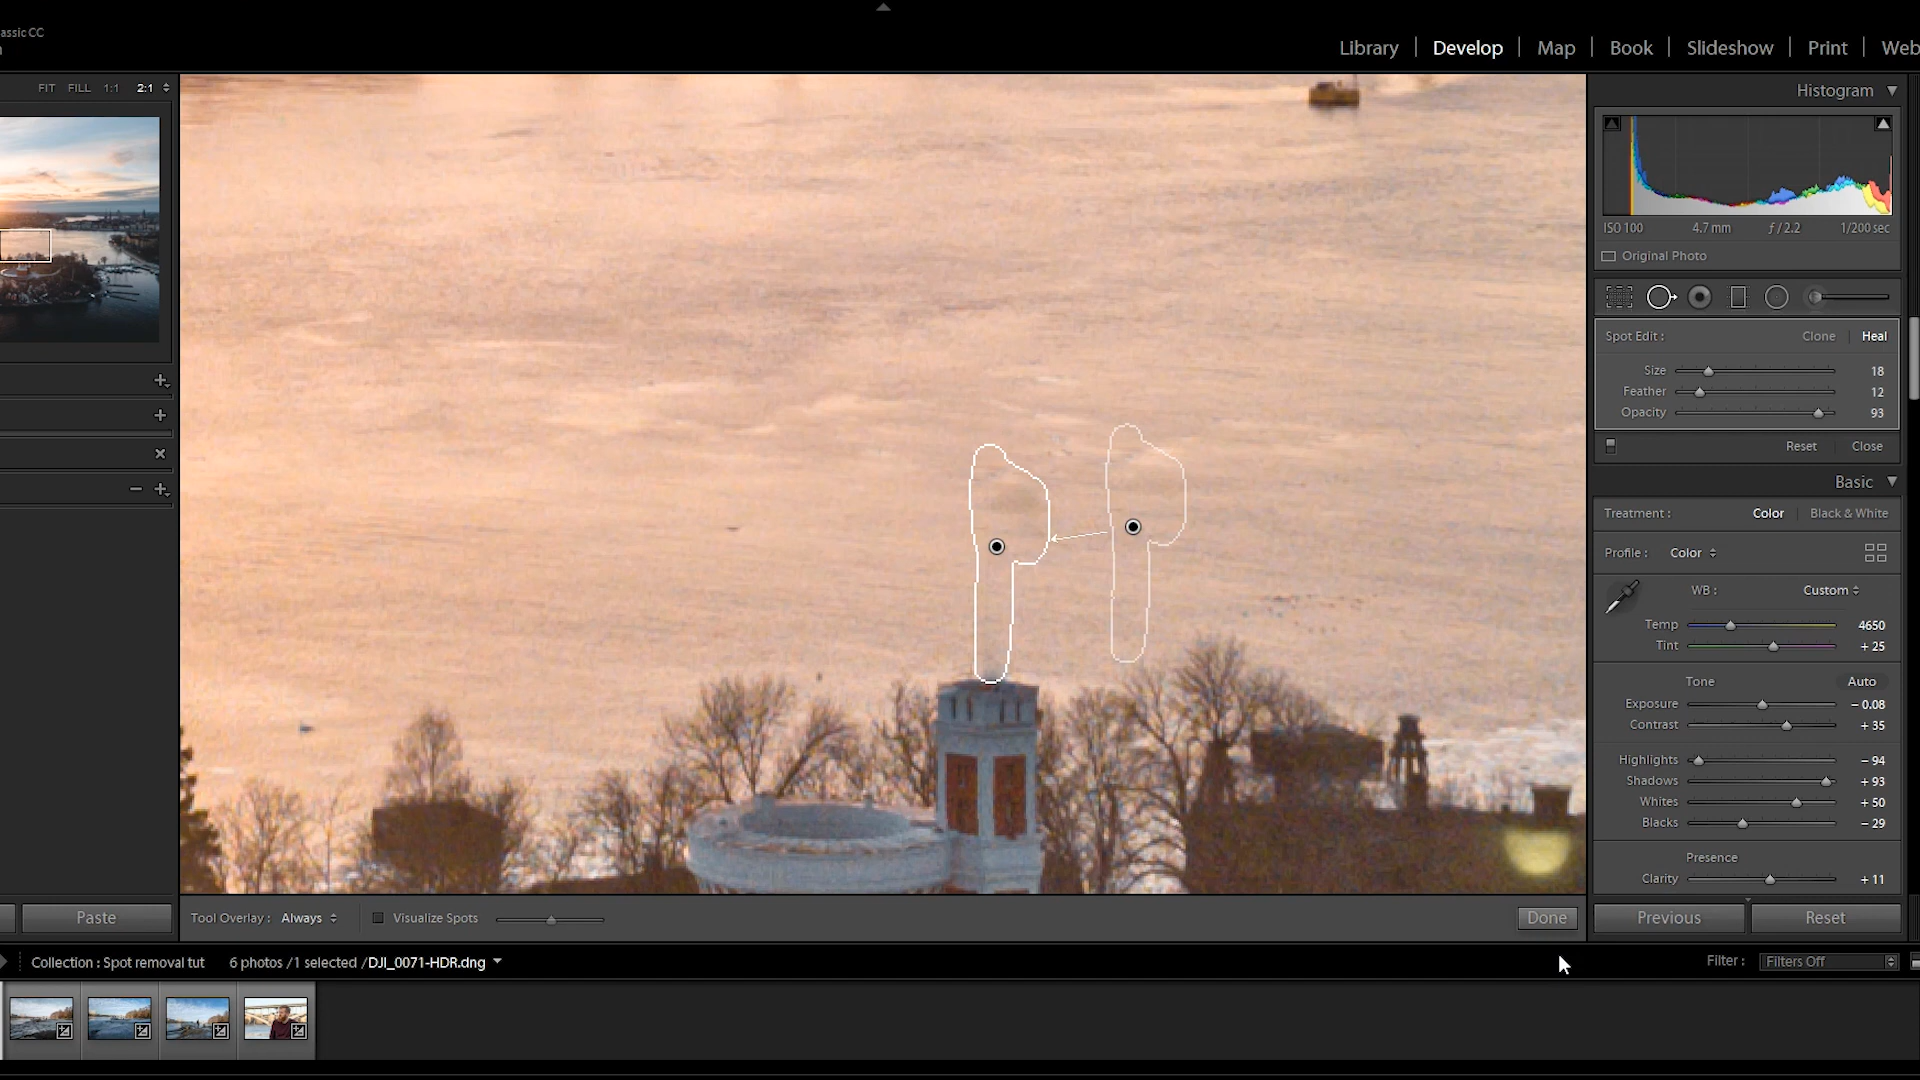 assic CC
Library | Develop | Map | Book | Slideshow | Print | Web
FIT FILL 1:1 2:1
Histogram
ISO 100 4.7 mm ƒ / 2.2 1/200 sec
Original Photo
Spot Edit : Clone | Heal
Size 18
Feather 12
Opacity 93
Reset Close
Basic
Treatment : Color | Black & White
Profile : Color
WB : Custom
Temp 4650
Tint + 25
Tone Auto
Exposure – 0.08
Contrast + 35
Highlights – 94
Shadows + 93
Whites + 50
Blacks – 29
Presence
Clarity + 11
Paste
Tool Overlay : Always Visualize Spots Done
Previous Reset
Collection : Spot removal tut 6 photos /1 selected /DJI_0071-HDR.dng
Filter : Filters Off